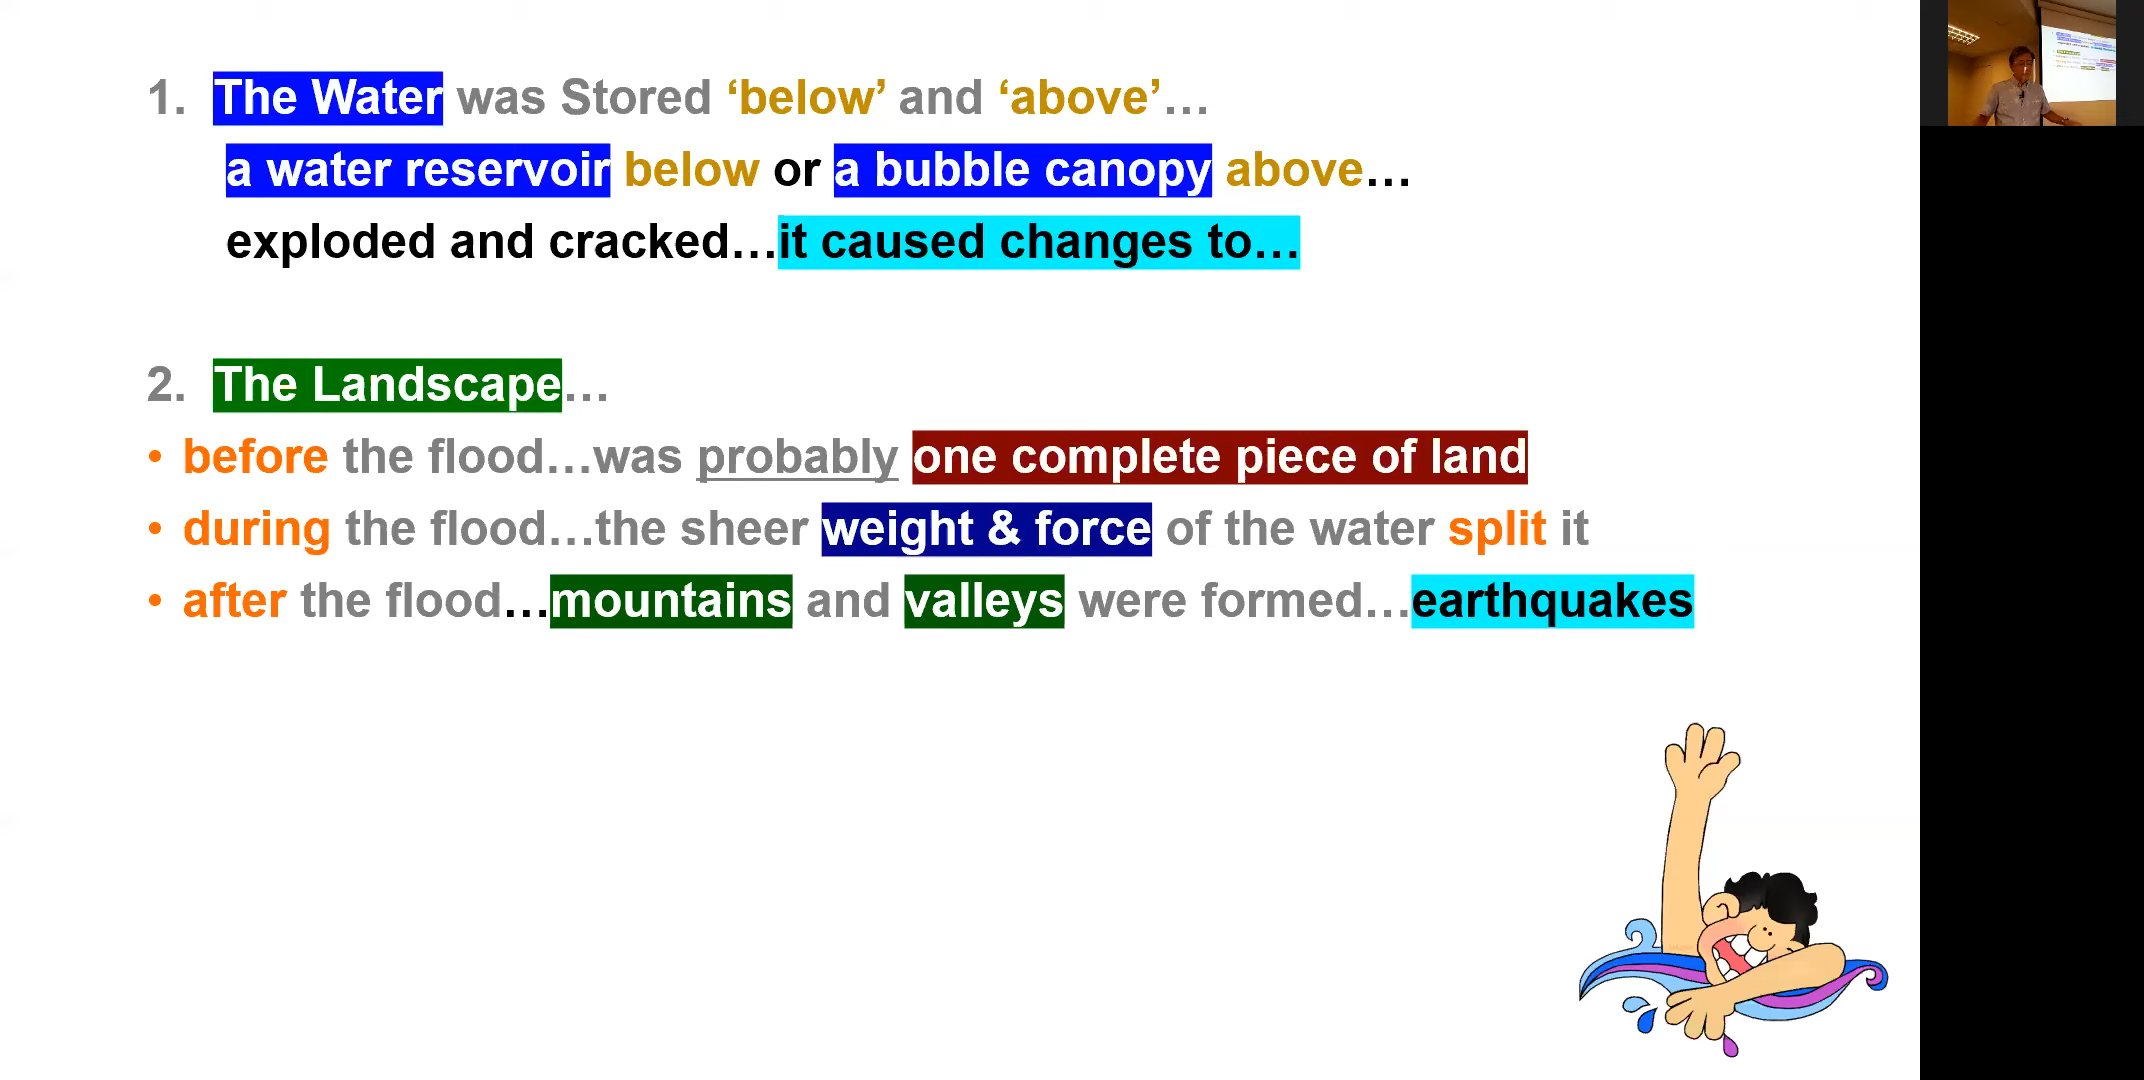 1. The Water was Stored ‘below’ and ‘above’…
a water reservoir below or a bubble canopy above…
exploded and cracked…it caused changes to…
2. The Landscape…
• before the flood…was probably one complete piece of land
• during the flood…the sheer weight & force of the water split it
• after the flood…mountains and valleys were formed…earthquakes